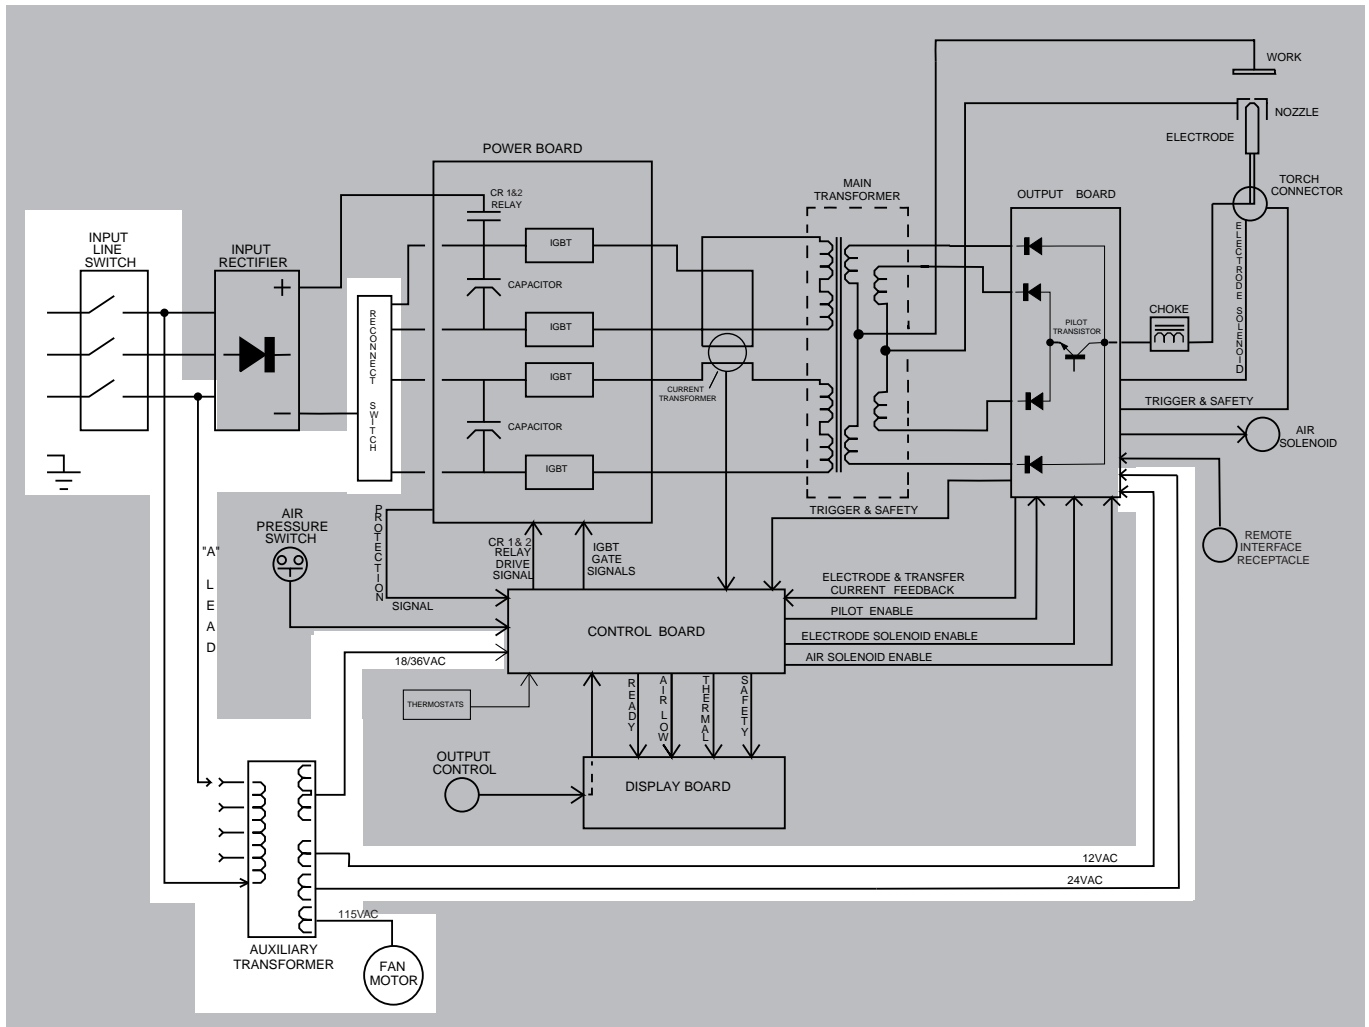 WORK
NOZZLE
ELECTRODE
TORCH
CONNECTOR
POWER BOARD
MAIN
TRANSFORMER
OUTPUT BOARD
CR 1&2
RELAY
INPUT
LINE
SWITCH
INPUT
RECTIFIER
+
−
RECONNECT SWITCH
IGBT
CAPACITOR
IGBT
IGBT
CAPACITOR
IGBT
CURRENT
TRANSFORMER
PILOT
TRANSISTOR
CHOKE
ELECTRODE SOLENOID
TRIGGER & SAFETY
AIR
SOLENOID
REMOTE
INTERFACE
RECEPTACLE
TRIGGER & SAFETY
AIR
PRESSURE
SWITCH
"A" LEAD
PROTECTION
SIGNAL
CR 1& 2
RELAY
DRIVE
SIGNAL
IGBT
GATE
SIGNALS
ELECTRODE & TRANSFER
CURRENT FEEDBACK
PILOT ENABLE
ELECTRODE SOLENOID ENABLE
AIR SOLENOID ENABLE
CONTROL BOARD
18/36VAC
THERMOSTATS
READY
AIR LOW
THERMAL
SAFETY
OUTPUT
CONTROL
DISPLAY BOARD
12VAC
24VAC
115VAC
AUXILIARY
TRANSFORMER
FAN
MOTOR